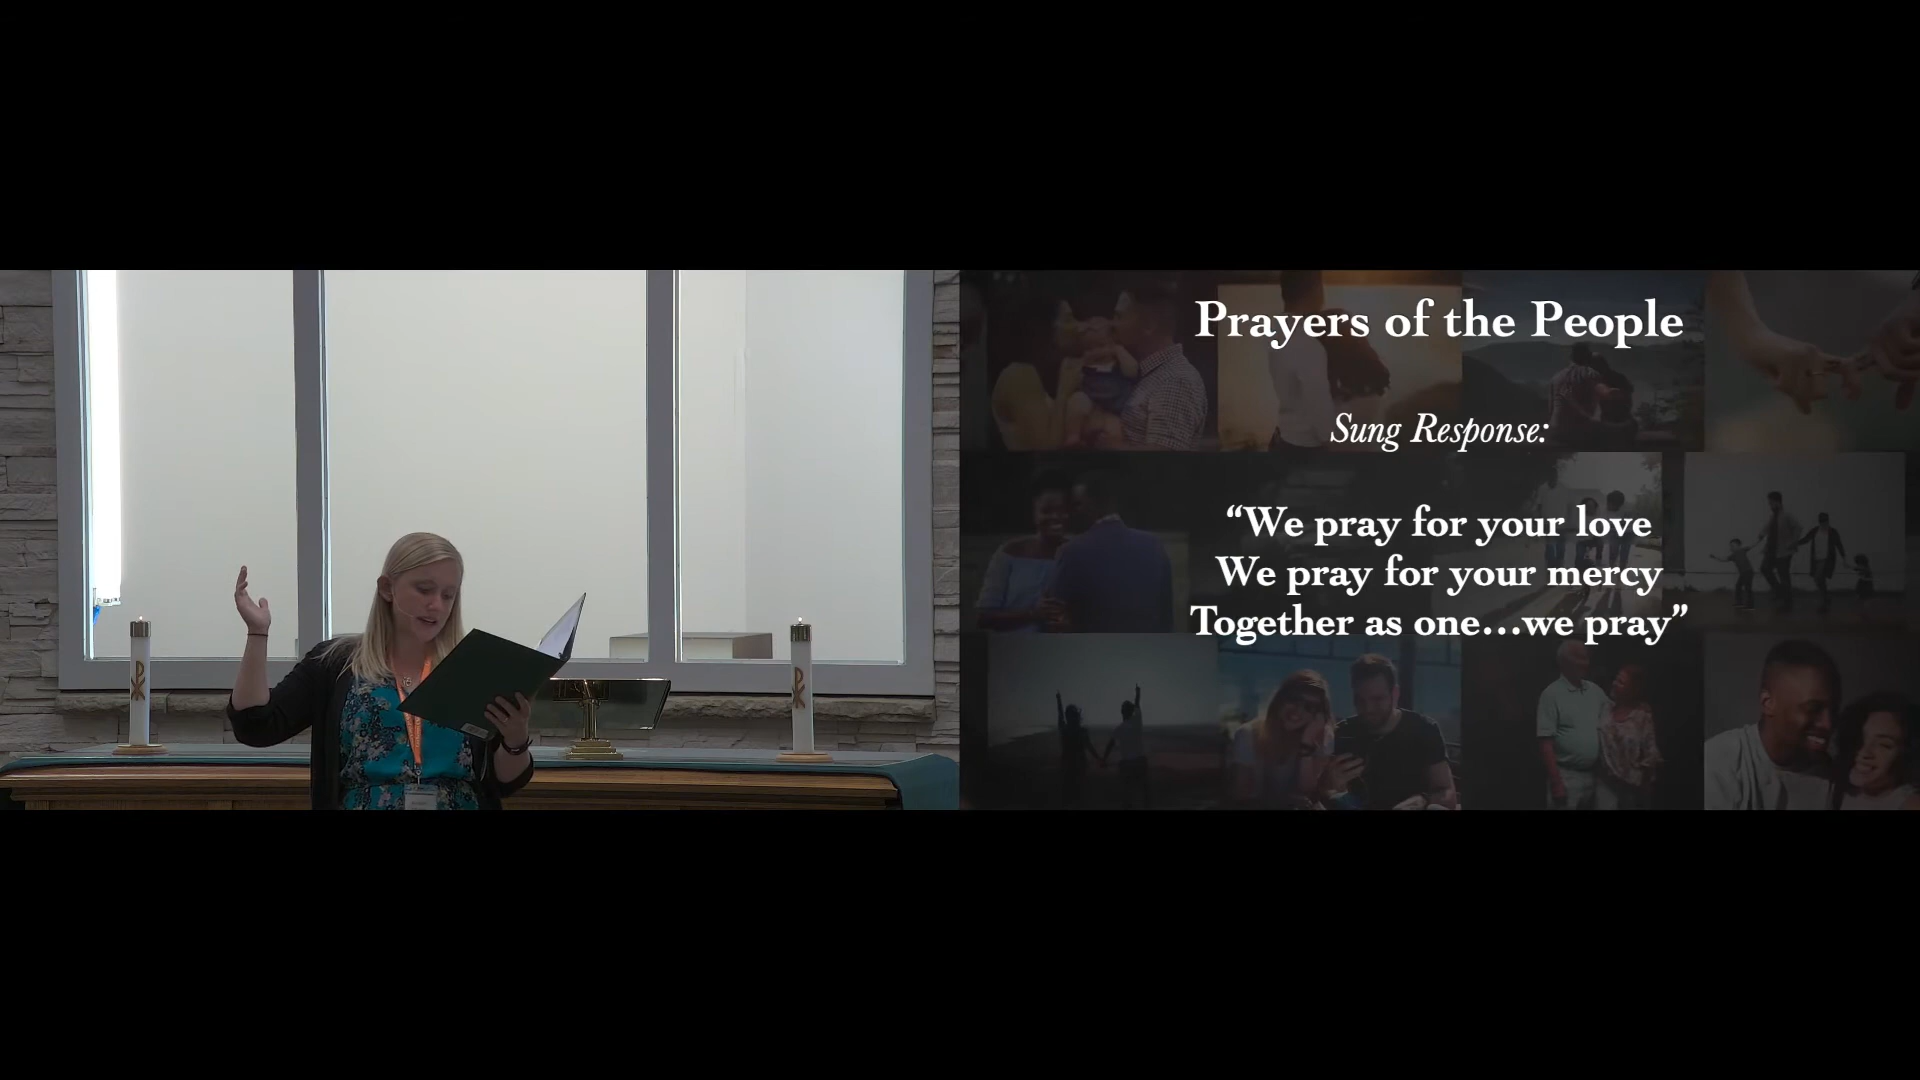 Prayers of the People
Sung Response:
“We pray for your love
We pray for your mercy
Together as one...we pray”